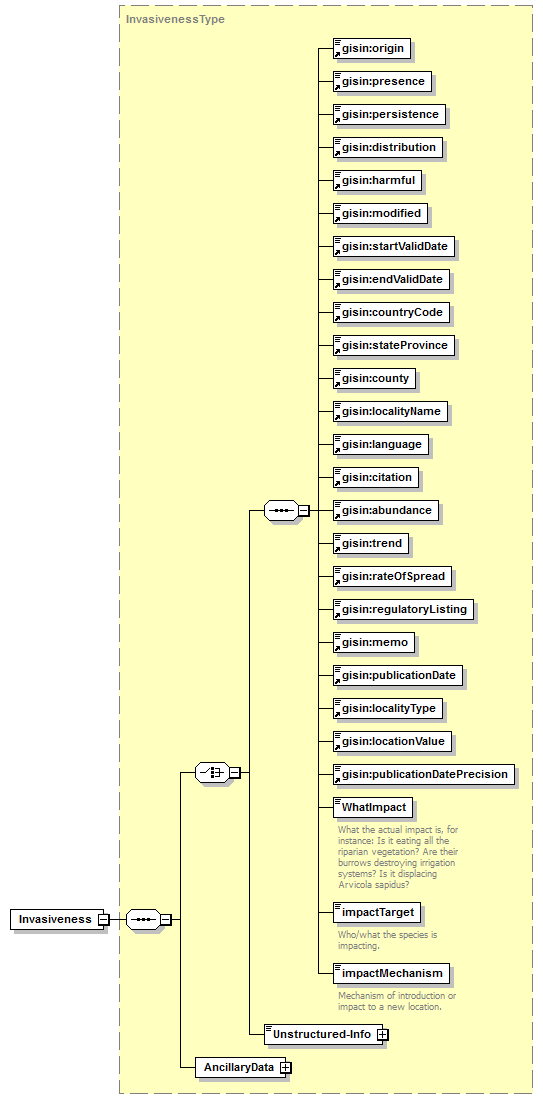 InvasivenessType
gisin:origin
gisin:presence
gisin:persistence
gisin:distribution
gisin:harmful
gisin:modified
gisin:startValidDate
gisin:endValidDate
gisin:countryCode
gisin:stateProvince
gisin:county
gisin:localityName
gisin:language
gisin:citation
gisin:abundance
gisin:trend
gisin:rateOfSpread
gisin:regulatoryListing
gisin:memo
gisin:publicationDate
gisin:localityType
gisin:locationValue
gisin:publicationDatePrecision
WhatImpact
What the actual impact is, for
instance: Is it eating all the
riparian vegetation? Are their
burrows destroying irrigation
systems? Is it displacing
Arvicola sapidus?
impactTarget
Who/what the species is
impacting.
impactMechanism
Mechanism of introduction or
impact to a new location.
Invasiveness
Unstructured-Info
AncillaryData